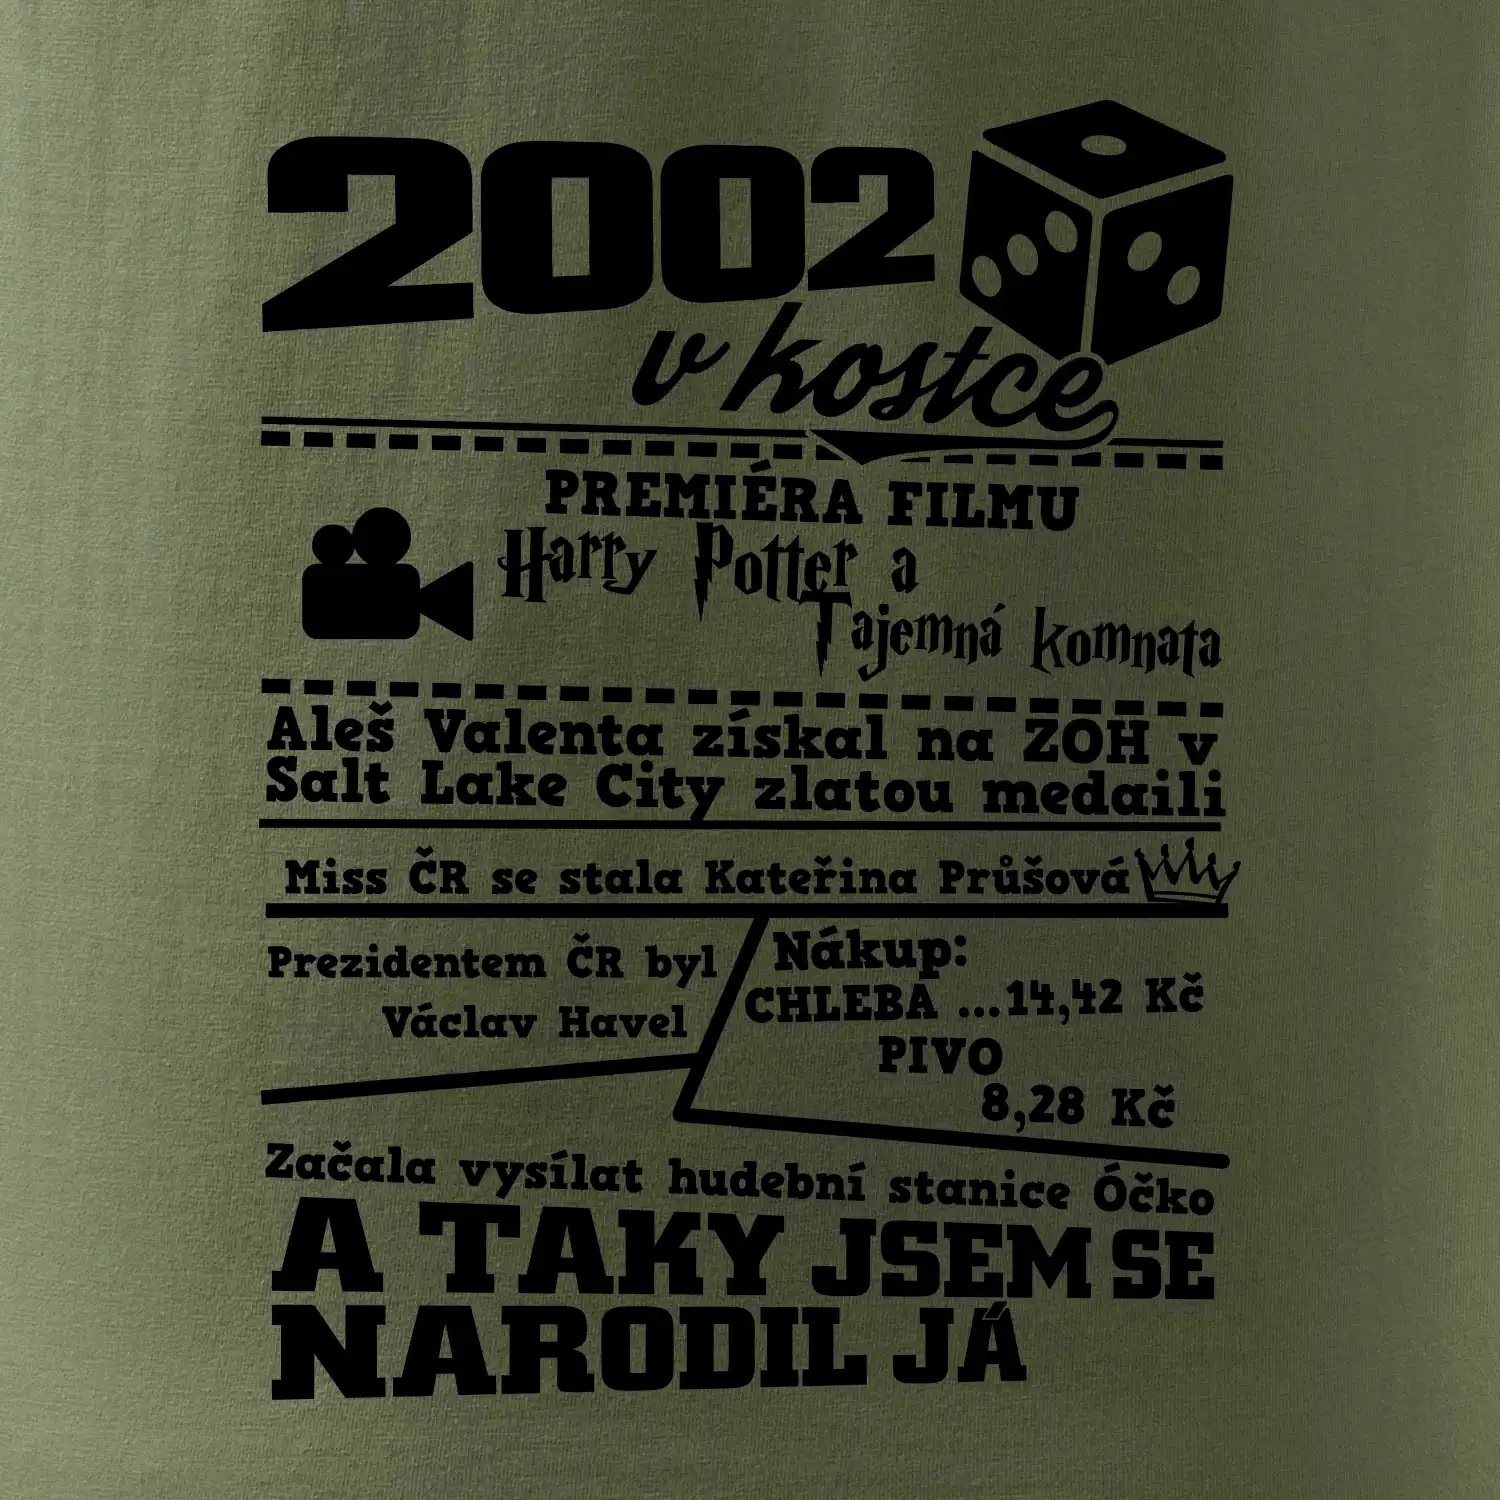 2002
v kostce
PREMIÉRA FILMU
Harry Potter a
Tajemná komnata
Aleš Valenta získal na ZOH v
Salt Lake City zlatou medaili
Miss ČR se stala Kateřina Průšová
Prezidentem ČR byl
Václav Havel
Nákup:
CHLEBA ...14,42 Kč
PIVO
8,28 Kč
Začala vysílat hudební stanice Óčko
A TAKY JSEM SE
NARODIL JÁ